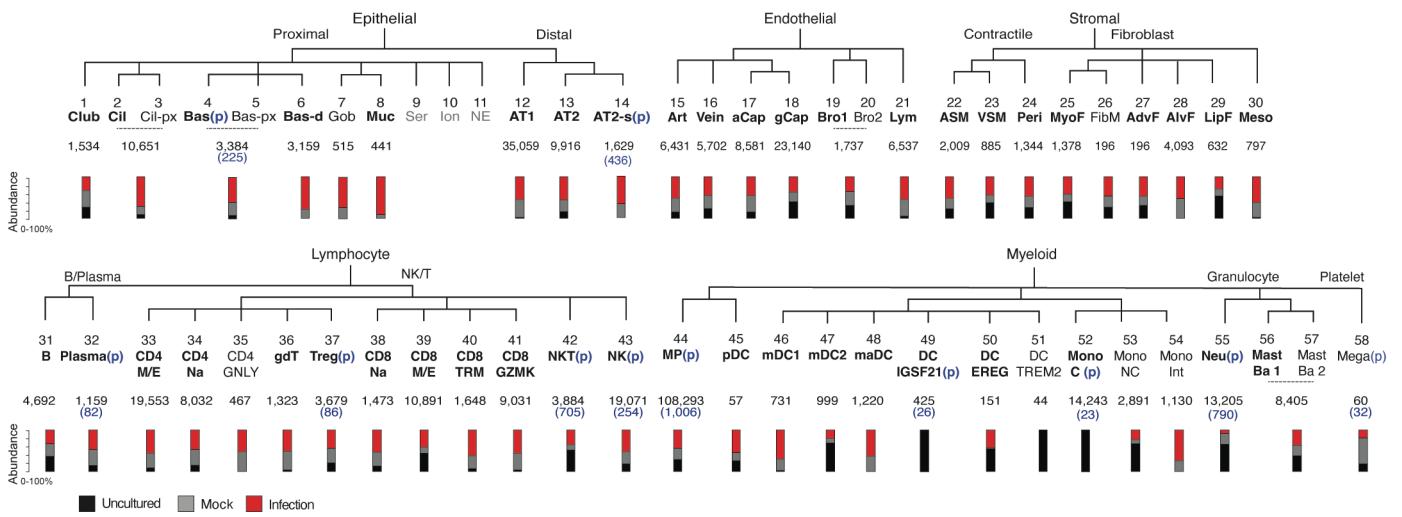 Epithelial Endothelial Stromal
Proximal Distal Contractile Fibroblast
1 2 3 4 5 6 7 8 9 10 11 12 13 14 15 16 17 18 19 20 21 22 23 24 25 26 27 28 29 30
Club Cil Cil-px Bas(p) Bas-px Bas-d Gob Muc Ser Ion NE AT1 AT2 AT2-s(p) Art Vein aCap gCap Bro1 Bro2 Lym ASM VSM Peri MyoF FibM AdvF AlvF LipF Meso
1,534 10,651 3,384 3,159 515 441 35,059 9,916 1,629 6,431 5,702 8,581 23,140 1,737 6,537 2,009 885 1,344 1,378 196 196 4,093 632 797
(225) (436)
Abundance
0-100%
Lymphocyte Myeloid
B/Plasma NK/T Granulocyte Platelet
31 32 33 34 35 36 37 38 39 40 41 42 43 44 45 46 47 48 49 50 51 52 53 54 55 56 57 58
B Plasma(p) CD4 CD4 CD4 gdT Treg(p) CD8 CD8 CD8 CD8 NKT(p) NK(p) MP(p) pDC mDC1 mDC2 maDC DC DC DC Mono Mono Mono Neu(p) Mast Mast Mega(p)
M/E Na GNLY Na M/E TRM GZMK IGSF21(p) EREG TREM2 C (p) NC Int Ba 1 Ba 2
4,692 1,159 19,553 8,032 467 1,323 3,679 1,473 10,891 1,648 9,031 3,884 19,071 108,293 57 731 999 1,220 425 151 44 14,243 2,891 1,130 13,205 8,405 60
(82) (86) (705) (254) (1,006) (26) (23) (790) (32)
Abundance
0-100%
Uncultured Mock Infection